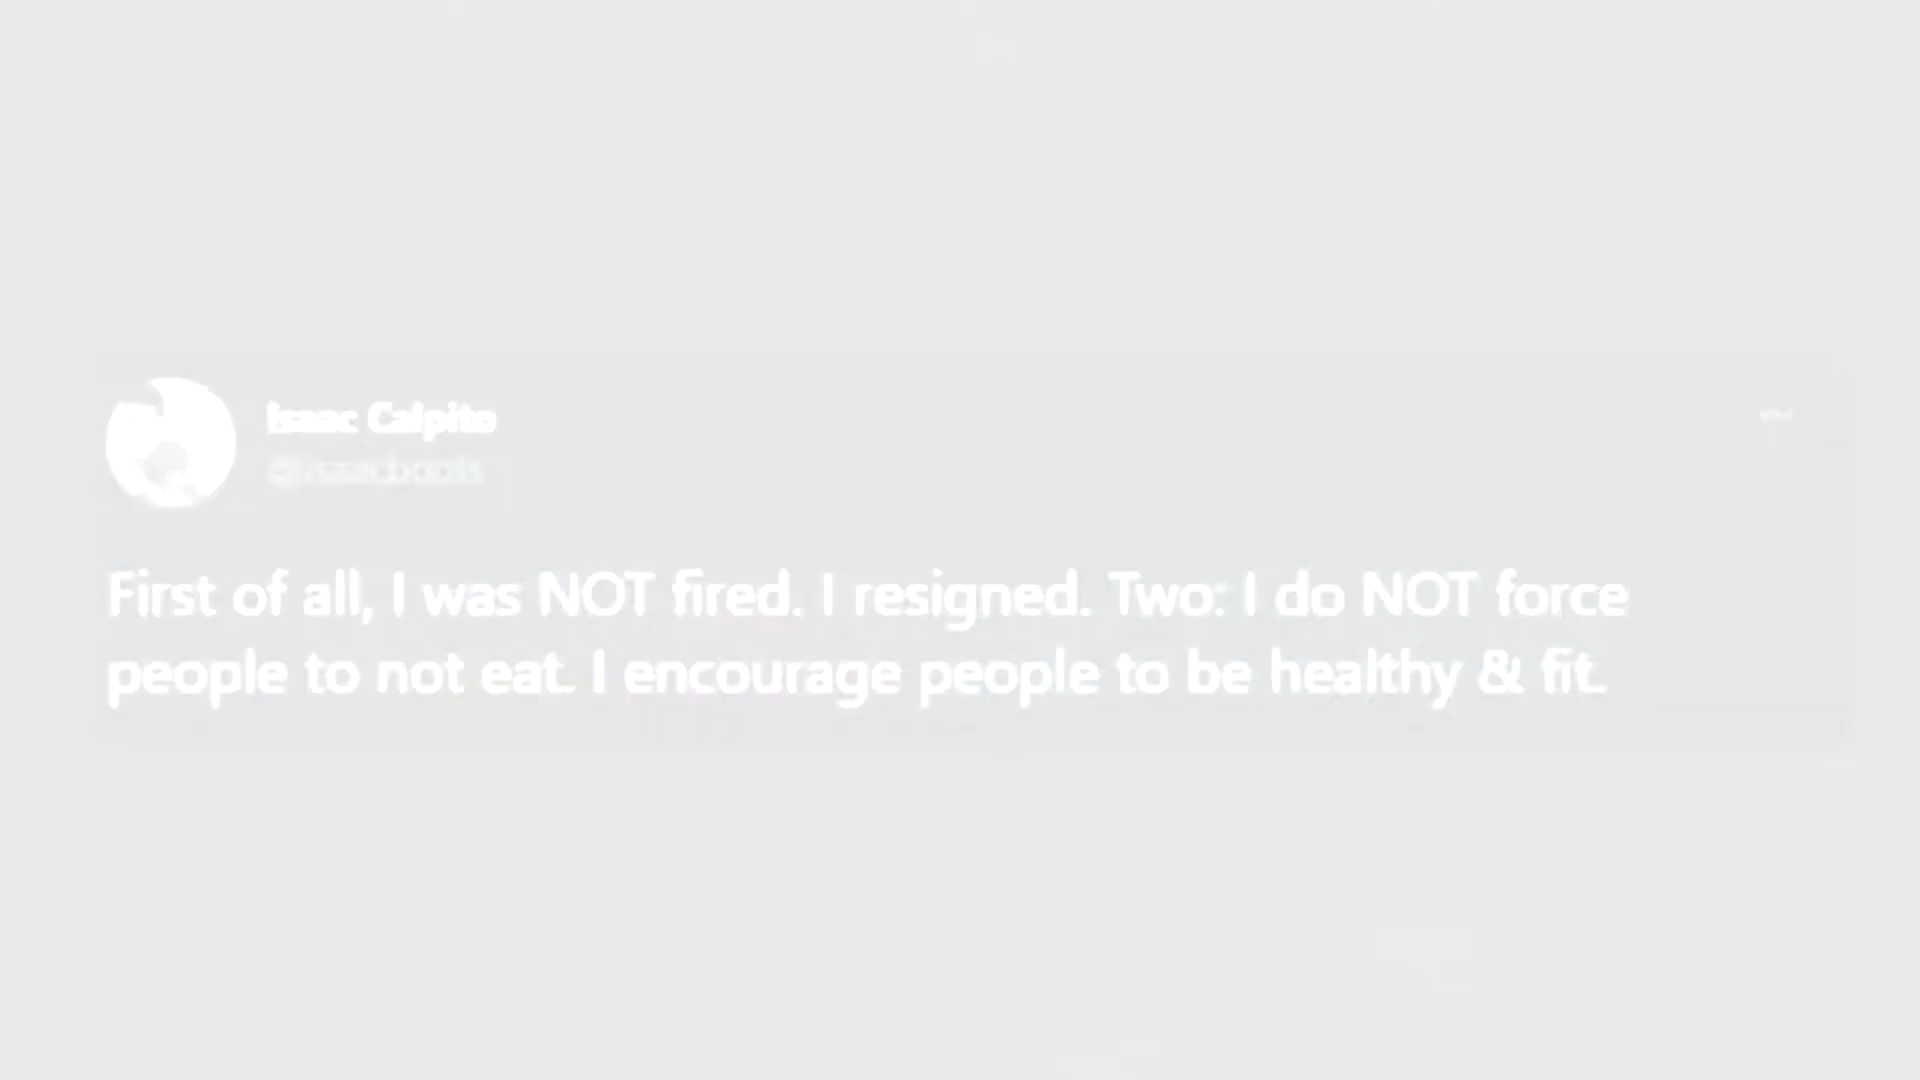 Isaac Calpito
@isaacboots
First of all, I was NOT fired. I resigned. Two: I do NOT force
people to not eat. I encourage people to be healthy & fit.